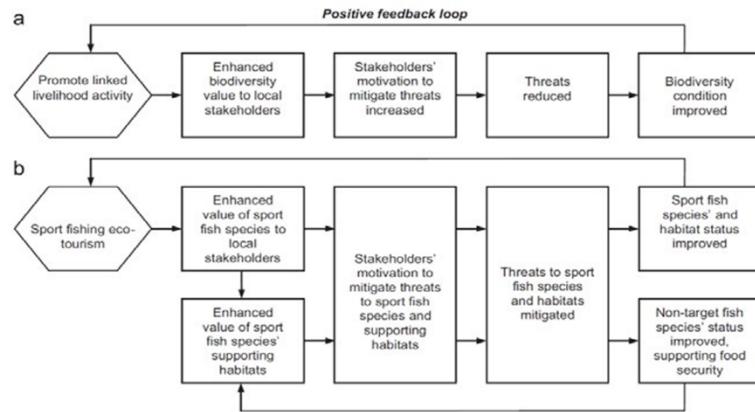 Positive feedback loop
a
Promote linked
livelihood activity
Enhanced
biodiversity
value to local
stakeholders
Stakeholders'
motivation to
mitigate threats
increased
Threats
reduced
Biodiversity
condition
improved
b
Sport fishing eco-
tourism
Enhanced
value of sport
fish species to
local
stakeholders
Enhanced
value of sport
fish species'
supporting
habitats
Stakeholders'
motivation to
mitigate threats
to sport fish
species and
supporting
habitats
Threats to sport
fish species
and habitats
mitigated
Sport fish
species' and
habitat status
improved
Non-target fish
species' status
improved,
supporting food
security